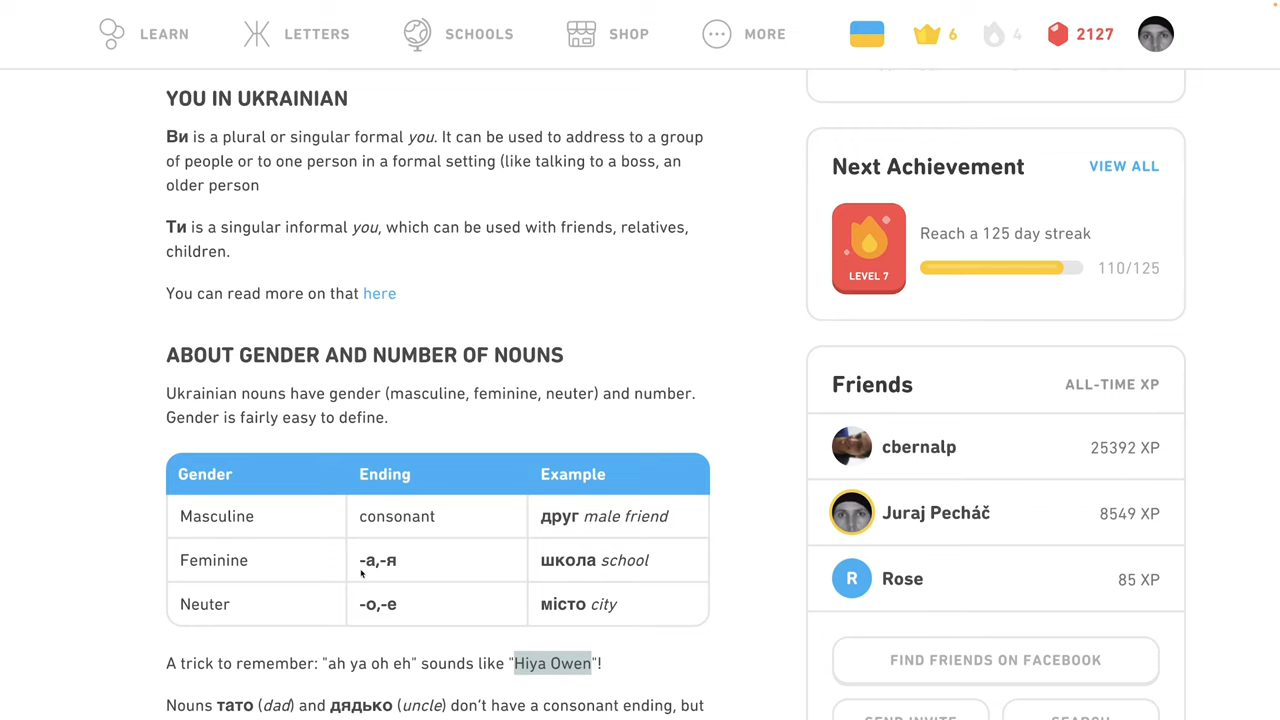 LEARN
LETTERS
SCHOOLS
SHOP
MORE
6
4
2127
YOU IN UKRAINIAN
Ви is a plural or singular formal you. It can be used to address to a group
of people or to one person in a formal setting (like talking to a boss, an
older person
Ти is a singular informal you, which can be used with friends, relatives,
children.
You can read more on that here
ABOUT GENDER AND NUMBER OF NOUNS
Ukrainian nouns have gender (masculine, feminine, neuter) and number.
Gender is fairly easy to define.
Gender Ending Example
Masculine consonant друг male friend
Feminine -а,-я школа school
Neuter -о,-е місто city
A trick to remember: "ah ya oh eh" sounds like "Hiya Owen"!
Nouns тато (dad) and дядько (uncle) don't have a consonant ending, but
Next Achievement
VIEW ALL
LEVEL 7
Reach a 125 day streak
110/125
Friends
ALL-TIME XP
cbernalp 25392 XP
Juraj Pecháč 8549 XP
R Rose 85 XP
FIND FRIENDS ON FACEBOOK
SEND INVITE
SEARCH